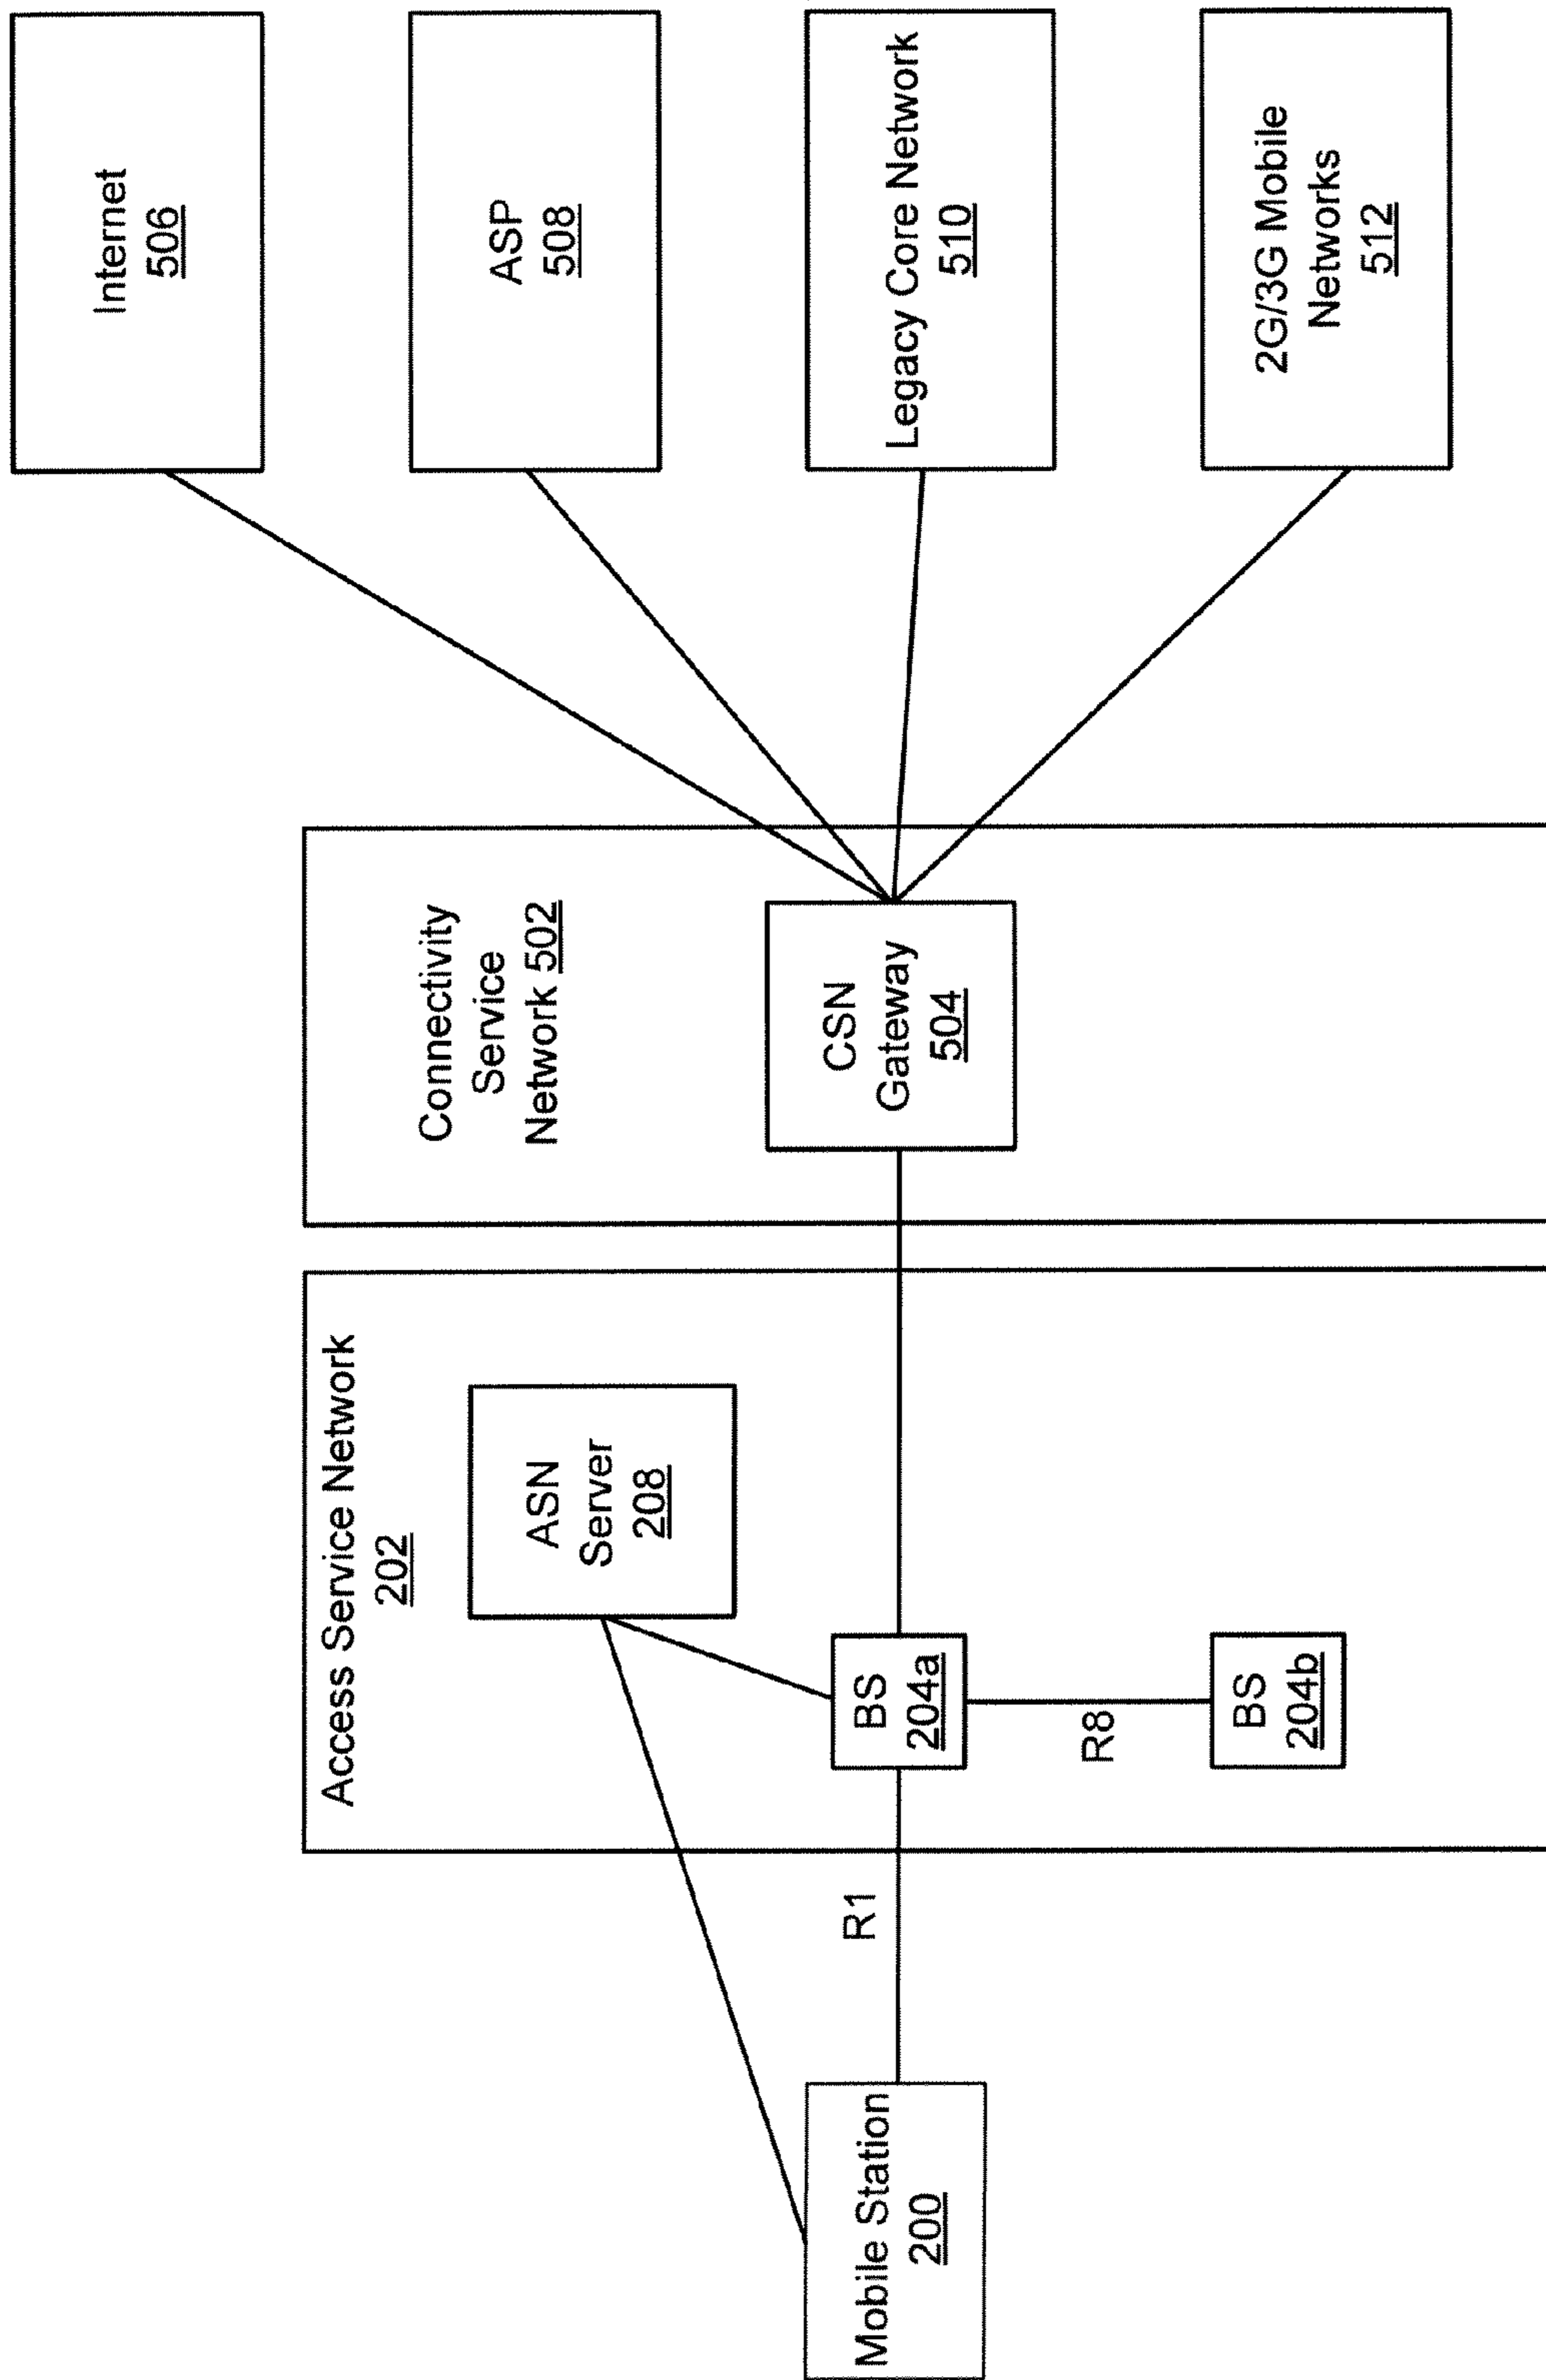 Internet
506
ASP
508
Legacy Core Network
510
2G/3G Mobile
Networks
512
Connectivity
Service
Network 502
CSN
Gateway
504
Access Service Network
202
ASN
Server
208
BS
204a
R8
BS
204b
R1
Mobile Station
200